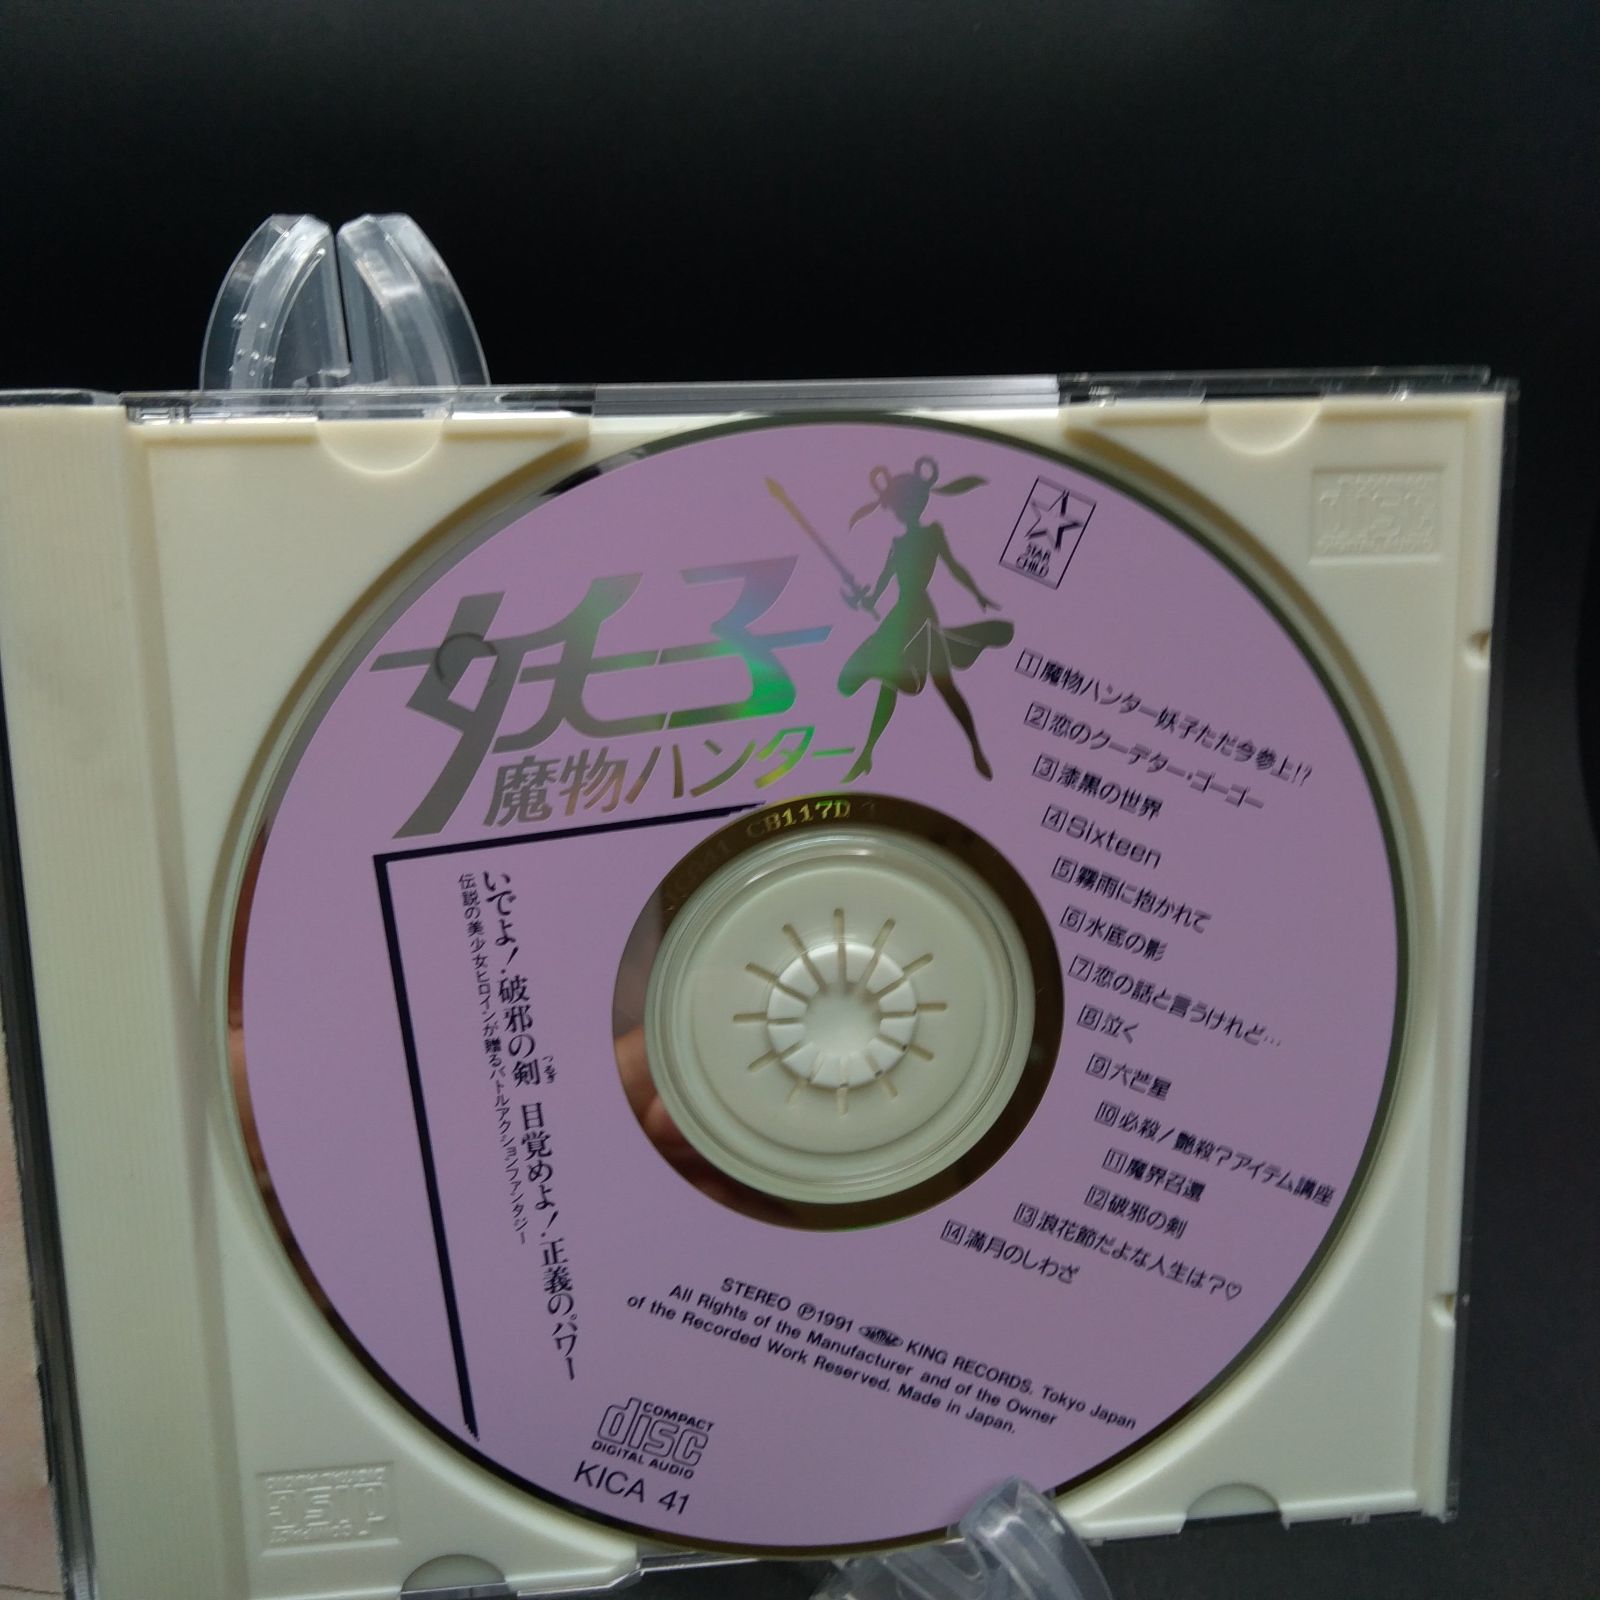 STAR
CHILD
妖子
魔物ハンター
1 魔物ハンター妖子ただ今参上!?
2 恋のクーデター・ゴーゴー
3 漆黒の世界
4 Sixteen
5 霧雨に抱かれて
6 水底の影
7 恋の話と言うけれど…
8 泣く
9 六芒星
10 必殺!艶殺?アイテム講座
11 魔界召還
12 破邪の剣
13 浪花節だよな人生は?♡
14 満月のしわざ
CB117D
いでよ!破邪の剣 目覚めよ!正義のパワー
つるぎ
伝説の美少女ヒロインが贈るバトルアクションファンタジー
STEREO Ⓟ1991 KING RECORDS, Tokyo Japan
All Rights of the Manufacturer and of the Owner
of the Recorded Work Reserved. Made in Japan.
COMPACT
disc
DIGITAL AUDIO
KICA 41